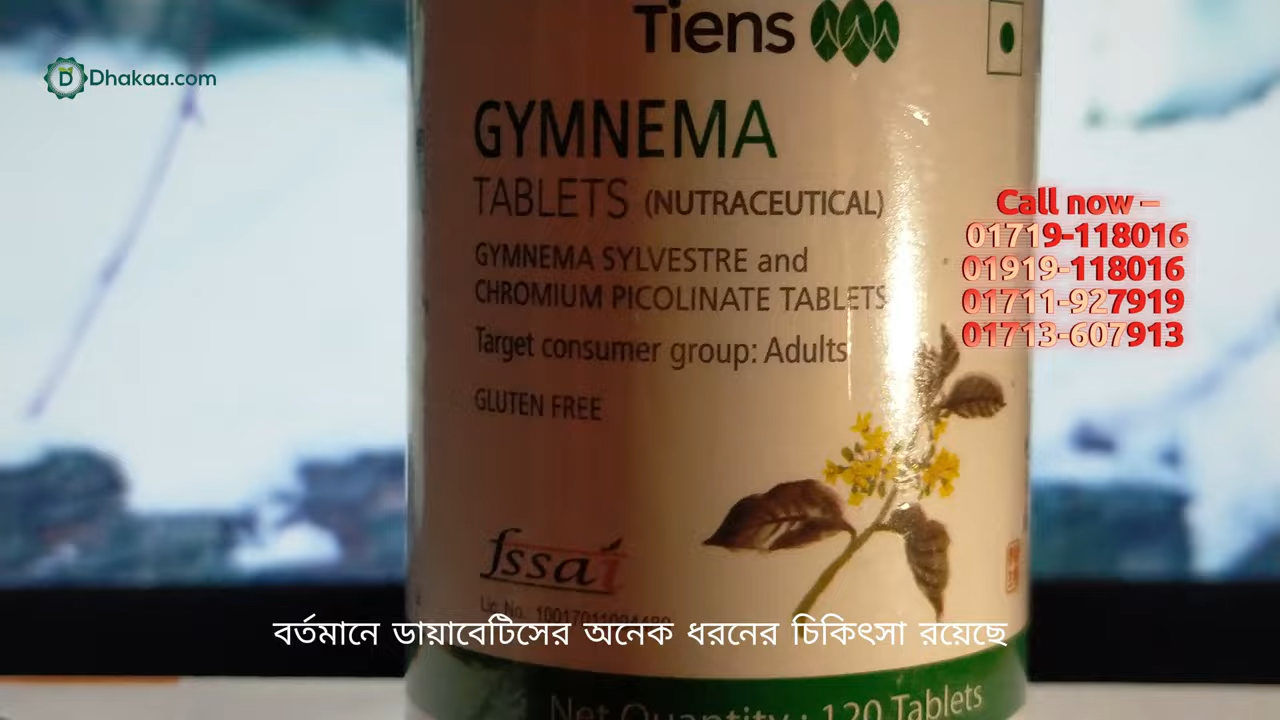 Tiens
Dhakaa.com
GYMNEMA
TABLETS (NUTRACEUTICAL)
GYMNEMA SYLVESTRE and
CHROMIUM PICOLINATE TABLETS
Target consumer group: Adults
GLUTEN FREE
Call now –
01719-118016
01919-118016
01711-927919
01713-607913
fssai
Lic No.
বর্তমানে ডায়াবেটিসের অনেক ধরনের চিকিৎসা রয়েছে
Net Quantity : 120 Tablets